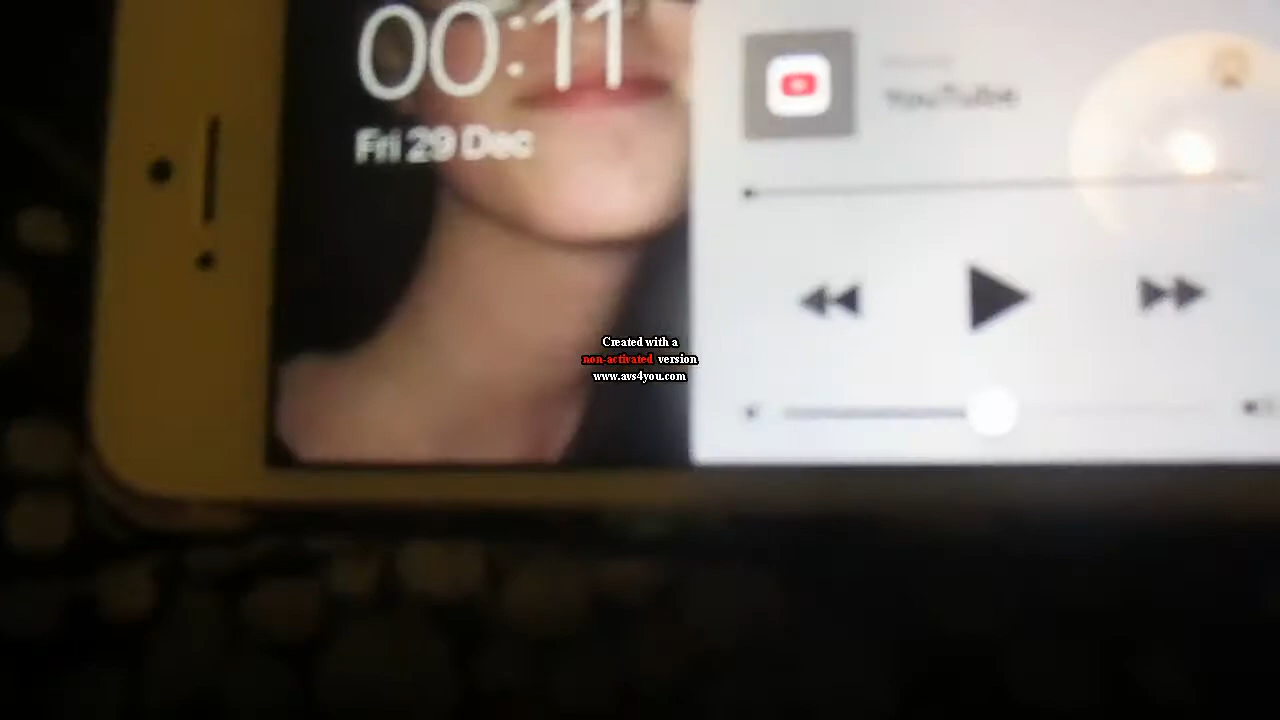 00:11
Fri 29 Dec
YouTube
Created with a
non-activated version
www.avs4you.com